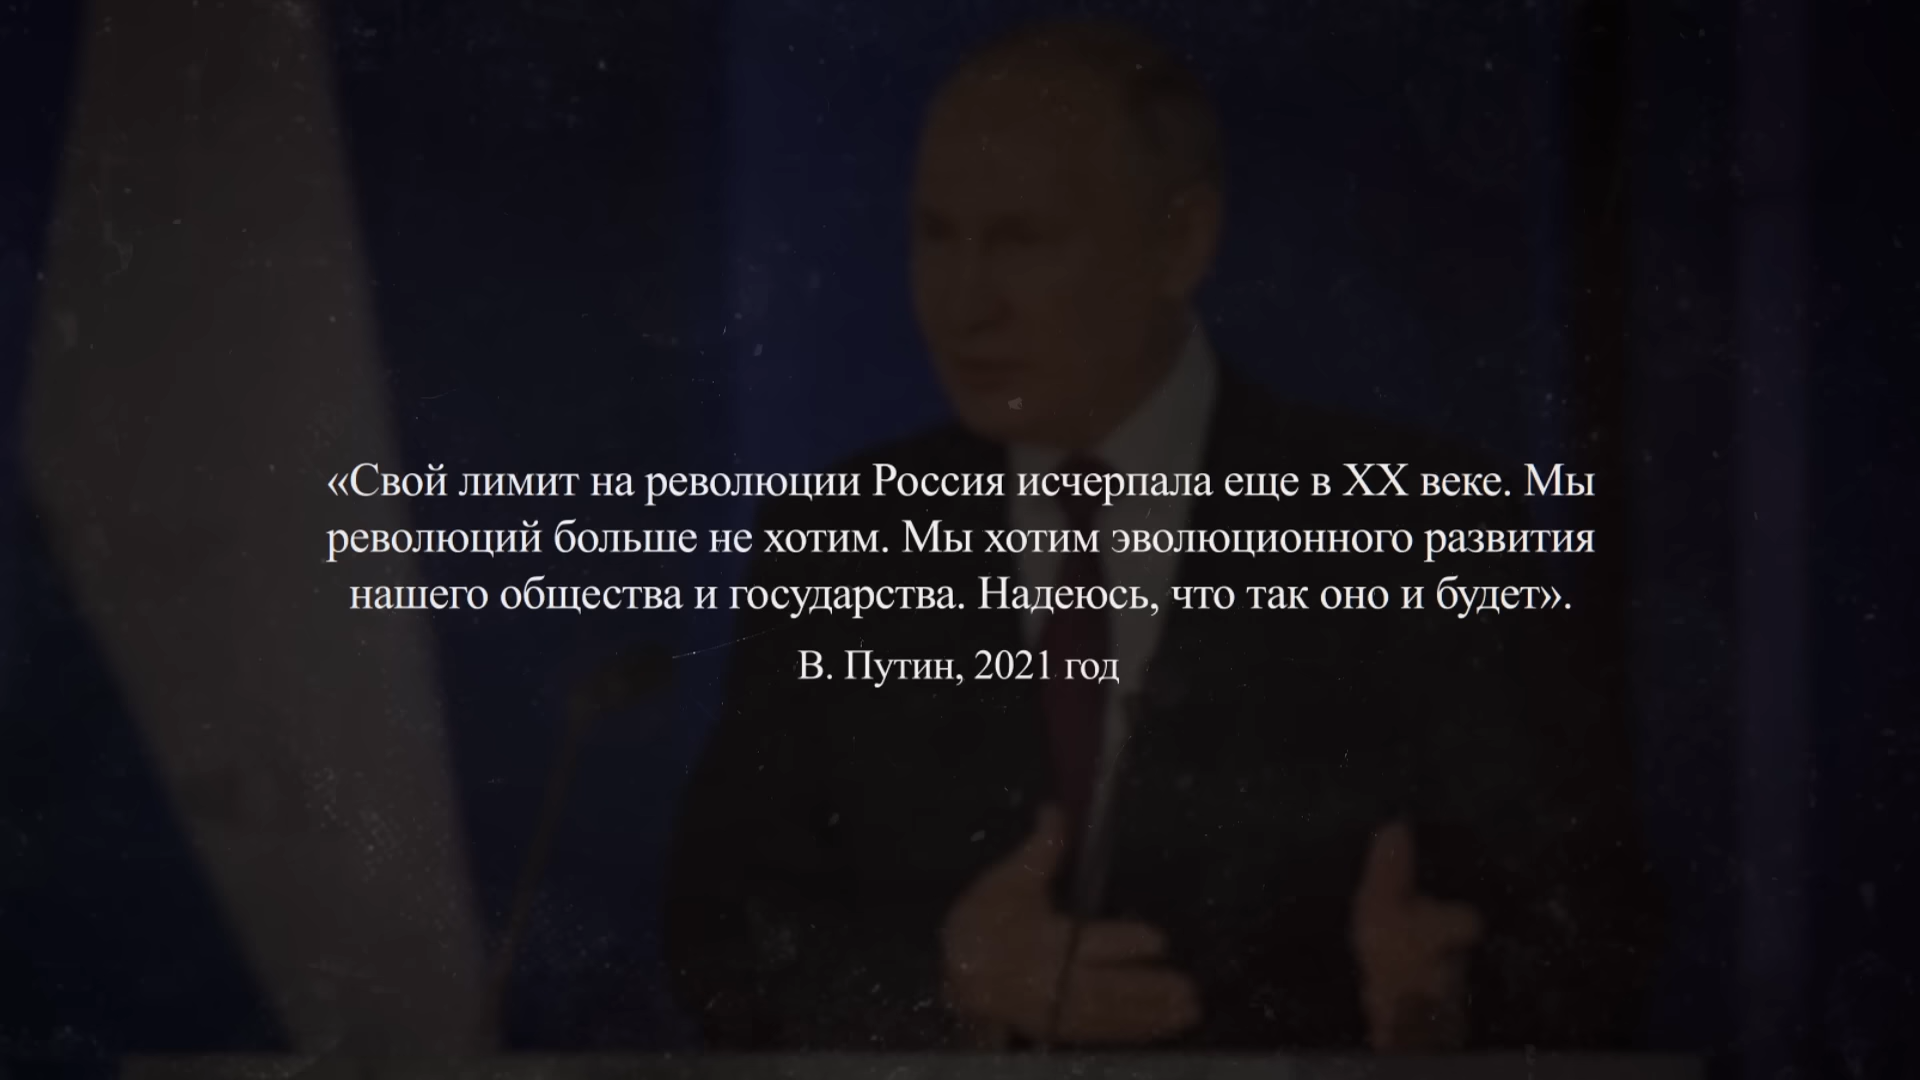 «Свой лимит на революции Россия исчерпала еще в XX веке. Мы
революций больше не хотим. Мы хотим эволюционного развития
нашего общества и государства. Надеюсь, что так оно и будет».
В. Путин, 2021 год